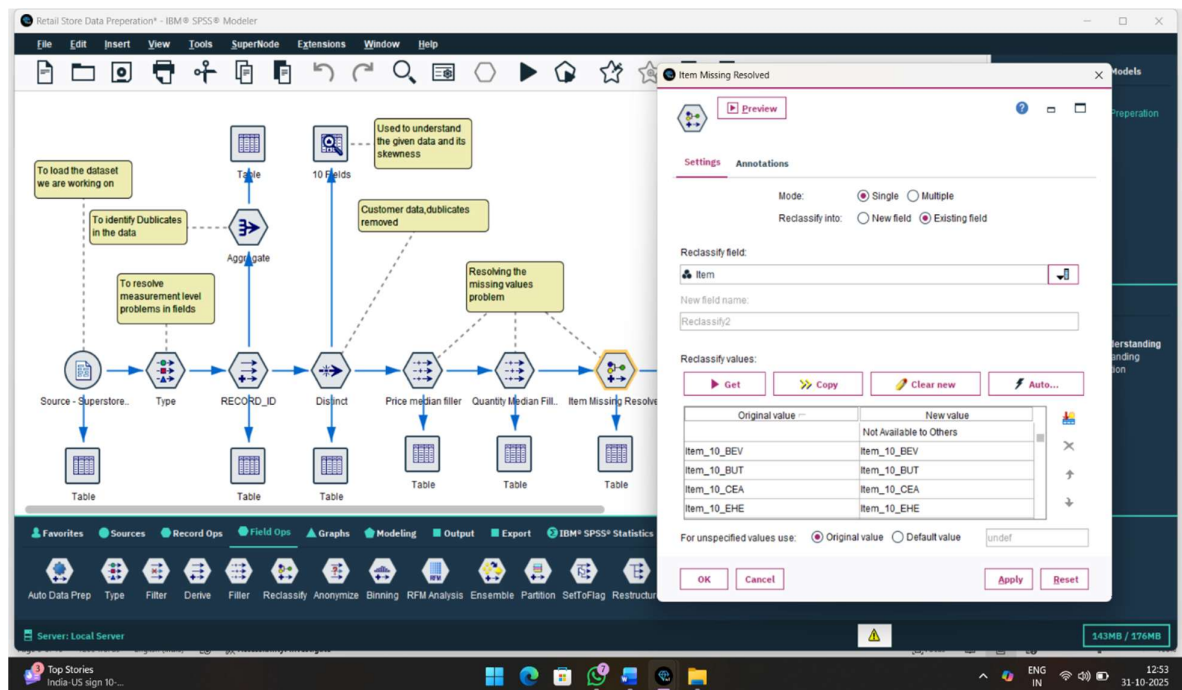 Retail Store Data Preperation* - IBM® SPSS® Modeler
File Edit Insert View Tools SuperNode Extensions Window Help
To load the dataset
we are working on
To identify Dublicates
in the data
To resolve
measurement level
problems in fields
Used to understand
the given data and its
skewness
Customer data,dublicates
removed
Resolving the
missing values
problem
Table
10 Fields
Aggregate
Source - Superstore..
Type
RECORD_ID
Distinct
Price median filler
Quantity Median Fill..
Item Missing Resolve
Table
Table
Table
Table
Table
Table
Models
Preperation
derstanding
anding
tion
Item Missing Resolved
Preview
Settings Annotations
Mode: Single Multiple
Reclassify into: New field Existing field
Reclassify field:
Item
New field name:
Reclassify2
Reclassify values:
Get Copy Clear new Auto...
Original value New value
Not Available to Others
Item_10_BEV Item_10_BEV
Item_10_BUT Item_10_BUT
Item_10_CEA Item_10_CEA
Item_10_EHE Item_10_EHE
For unspecified values use: Original value Default value undef
OK Cancel Apply Reset
Favorites Sources Record Ops Field Ops Graphs Modeling Output Export IBM® SPSS® Statistics
Auto Data Prep Type Filter Derive Filler Reclassify Anonymize Binning RFM Analysis Ensemble Partition SetToFlag Restructur
RFM
Server: Local Server
143MB / 176MB
3
Top Stories
India-US sign 10-...
7
ENG
IN
12:53
31-10-2025